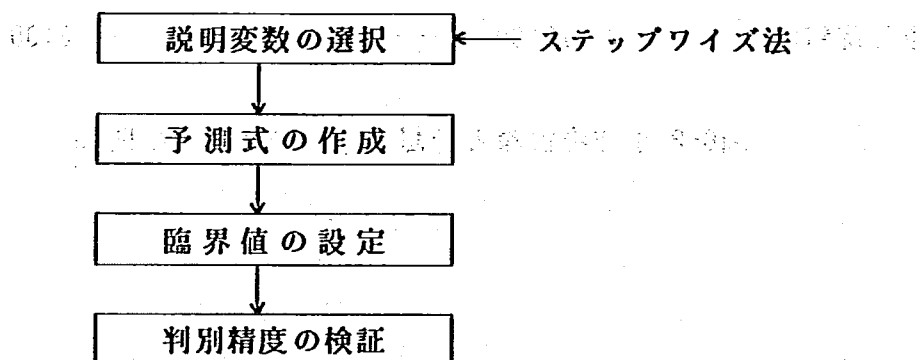 説明変数の選択 ステップワイズ法
予測式の作成
臨界値の設定
判別精度の検証